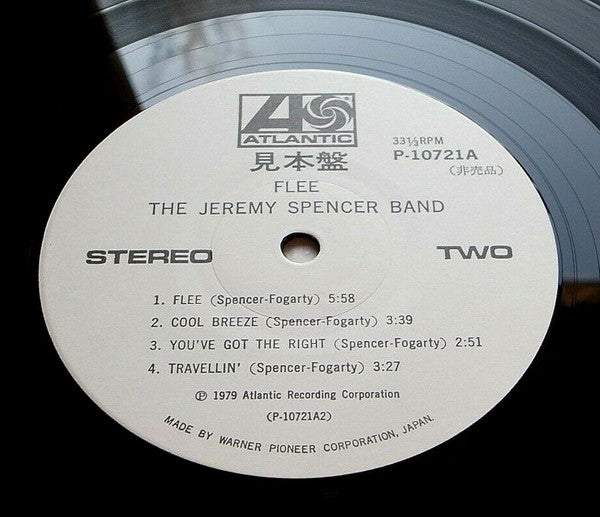 ATLANTIC
見本盤
33⅓RPM
P-10721A
(非売品)
FLEE
THE JEREMY SPENCER BAND
STEREO
TWO
1. FLEE (Spencer-Fogarty) 5:58
2. COOL BREEZE (Spencer-Fogarty) 3:39
3. YOU'VE GOT THE RIGHT (Spencer-Fogarty) 2:51
4. TRAVELLIN' (Spencer-Fogarty) 3:27
Ⓟ 1979 Atlantic Recording Corporation
(P-10721A2)
MADE BY WARNER PIONEER CORPORATION, JAPAN.